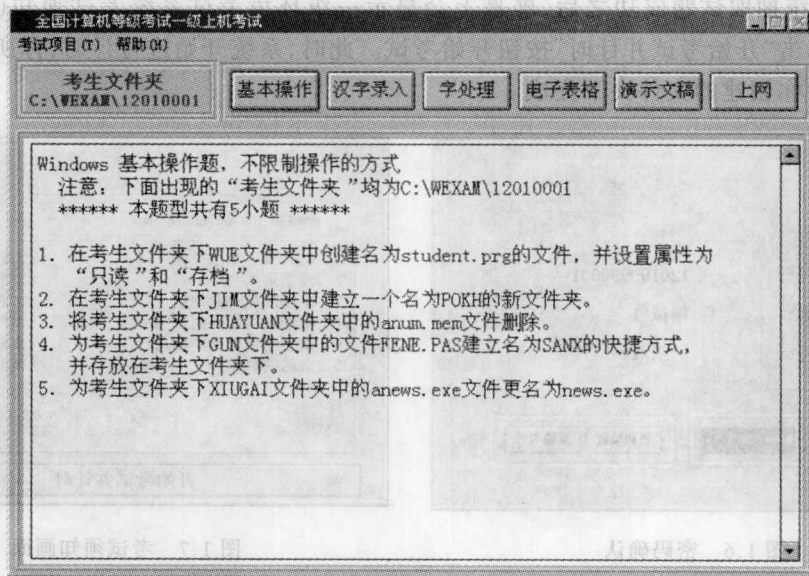 全国计算机等级考试一级上机考试
考试项目(T) 帮助(H)
考生文件夹
C:\WEXAM\12010001
基本操作 汉字录入 字处理 电子表格 演示文稿 上网
Windows 基本操作题，不限制操作的方式
注意：下面出现的“考生文件夹”均为C:\WEXAM\12010001
****** 本题型共有5小题 ******
1. 在考生文件夹下WUE文件夹中创建名为student.prg的文件，并设置属性为
“只读”和“存档”。
2. 在考生文件夹下JIM文件夹中建立一个名为POKH的新文件夹。
3. 将考生文件夹下HUAYUAN文件夹中的anum.mem文件删除。
4. 为考生文件夹下GUN文件夹中的文件FENE.PAS建立名为SANX的快捷方式，
并存放在考生文件夹下。
5. 为考生文件夹下XIUGAI文件夹中的anews.exe文件更名为news.exe。